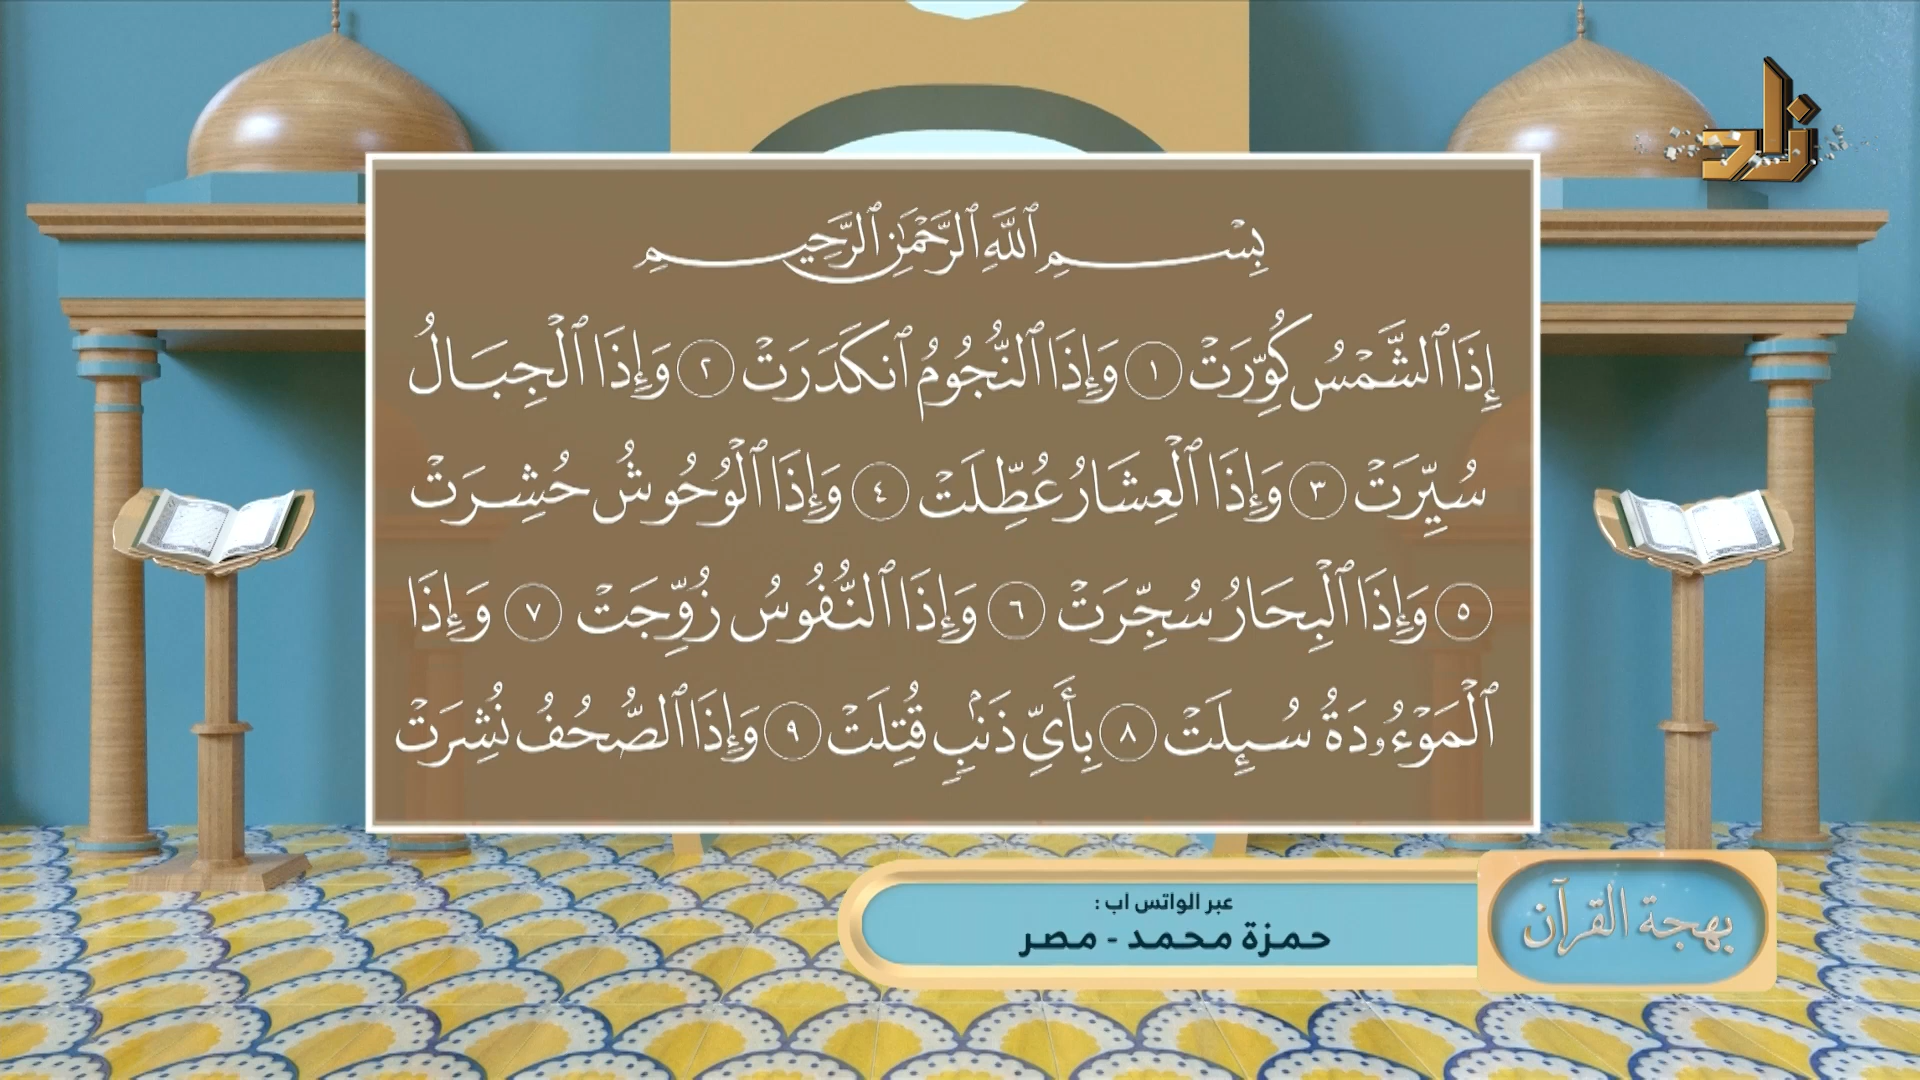 زاد
بِسْمِ ٱللَّهِ ٱلرَّحْمَٰنِ ٱلرَّحِيمِ
إِذَا ٱلشَّمْسُ كُوِّرَتْ ١ وَإِذَا ٱلنُّجُومُ ٱنكَدَرَتْ ٢ وَإِذَا ٱلْجِبَالُ
سُيِّرَتْ ٣ وَإِذَا ٱلْعِشَارُ عُطِّلَتْ ٤ وَإِذَا ٱلْوُحُوشُ حُشِرَتْ
٥ وَإِذَا ٱلْبِحَارُ سُجِّرَتْ ٦ وَإِذَا ٱلنُّفُوسُ زُوِّجَتْ ٧ وَإِذَا
ٱلْمَوْءُۥدَةُ سُئِلَتْ ٨ بِأَىِّ ذَنۢبٍ قُتِلَتْ ٩ وَإِذَا ٱلصُّحُفُ نُشِرَتْ
عبر الواتس اب :
حمزة محمد - مصر
بهجة القرآن